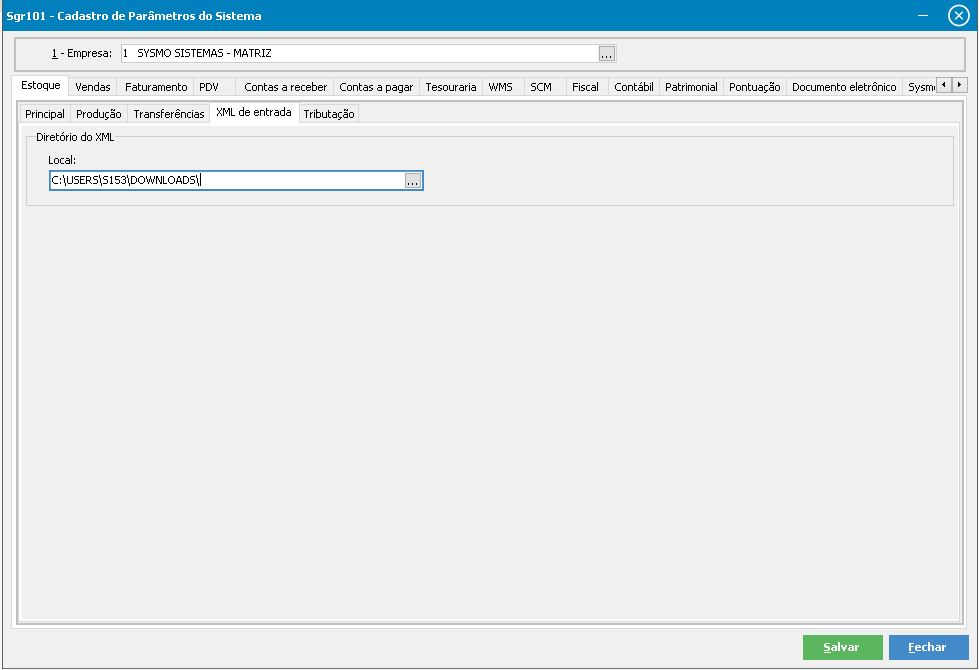 Sgr101 - Cadastro de Parâmetros do Sistema
1 - Empresa: 1 SYSMO SISTEMAS - MATRIZ ...
Estoque Vendas Faturamento PDV Contas a receber Contas a pagar Tesouraria WMS SCM Fiscal Contábil Patrimonial Pontuação Documento eletrônico Sysm
Principal Produção Transferências XML de entrada Tributação
Diretório do XML
Local:
C:\USERS\S153\DOWNLOADS\ ...
Salvar Fechar